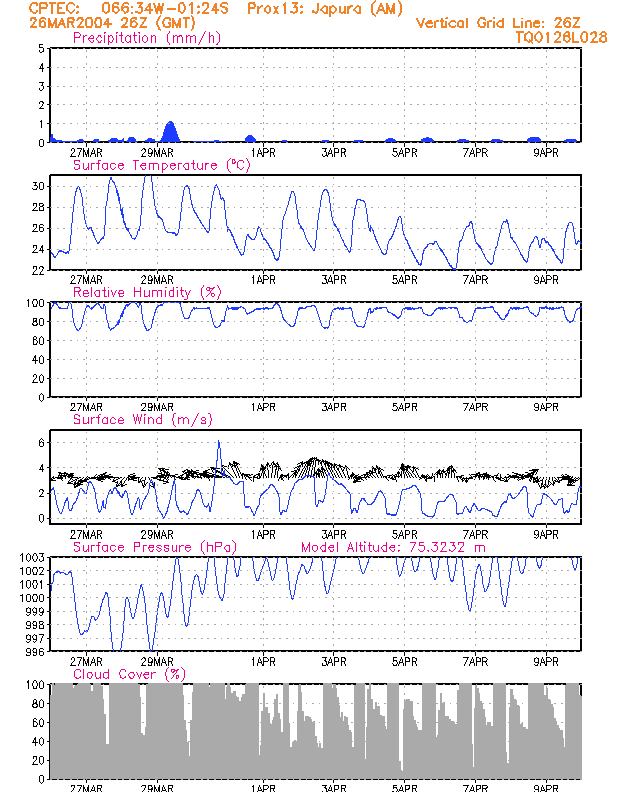 CPTEC: 066:34W-01:24S Prox13: Japura (AM)
26MAR2004 26Z (GMT) Vertical Grid Line: 26Z
Precipitation (mm/h) TQ0126L028
5
4
3
2
1
0
27MAR 29MAR 1APR 3APR 5APR 7APR 9APR
Surface Temperature (°C)
30
28
26
24
22
27MAR 29MAR 1APR 3APR 5APR 7APR 9APR
Relative Humidity (%)
100
80
60
40
20
0
27MAR 29MAR 1APR 3APR 5APR 7APR 9APR
Surface Wind (m/s)
6
4
2
0
27MAR 29MAR 1APR 3APR 5APR 7APR 9APR
Surface Pressure (hPa) Model Altitude: 75.3232 m
1003
1002
1001
1000
999
998
997
996
27MAR 29MAR 1APR 3APR 5APR 7APR 9APR
Cloud Cover (%)
100
80
60
40
20
0
27MAR 29MAR 1APR 3APR 5APR 7APR 9APR